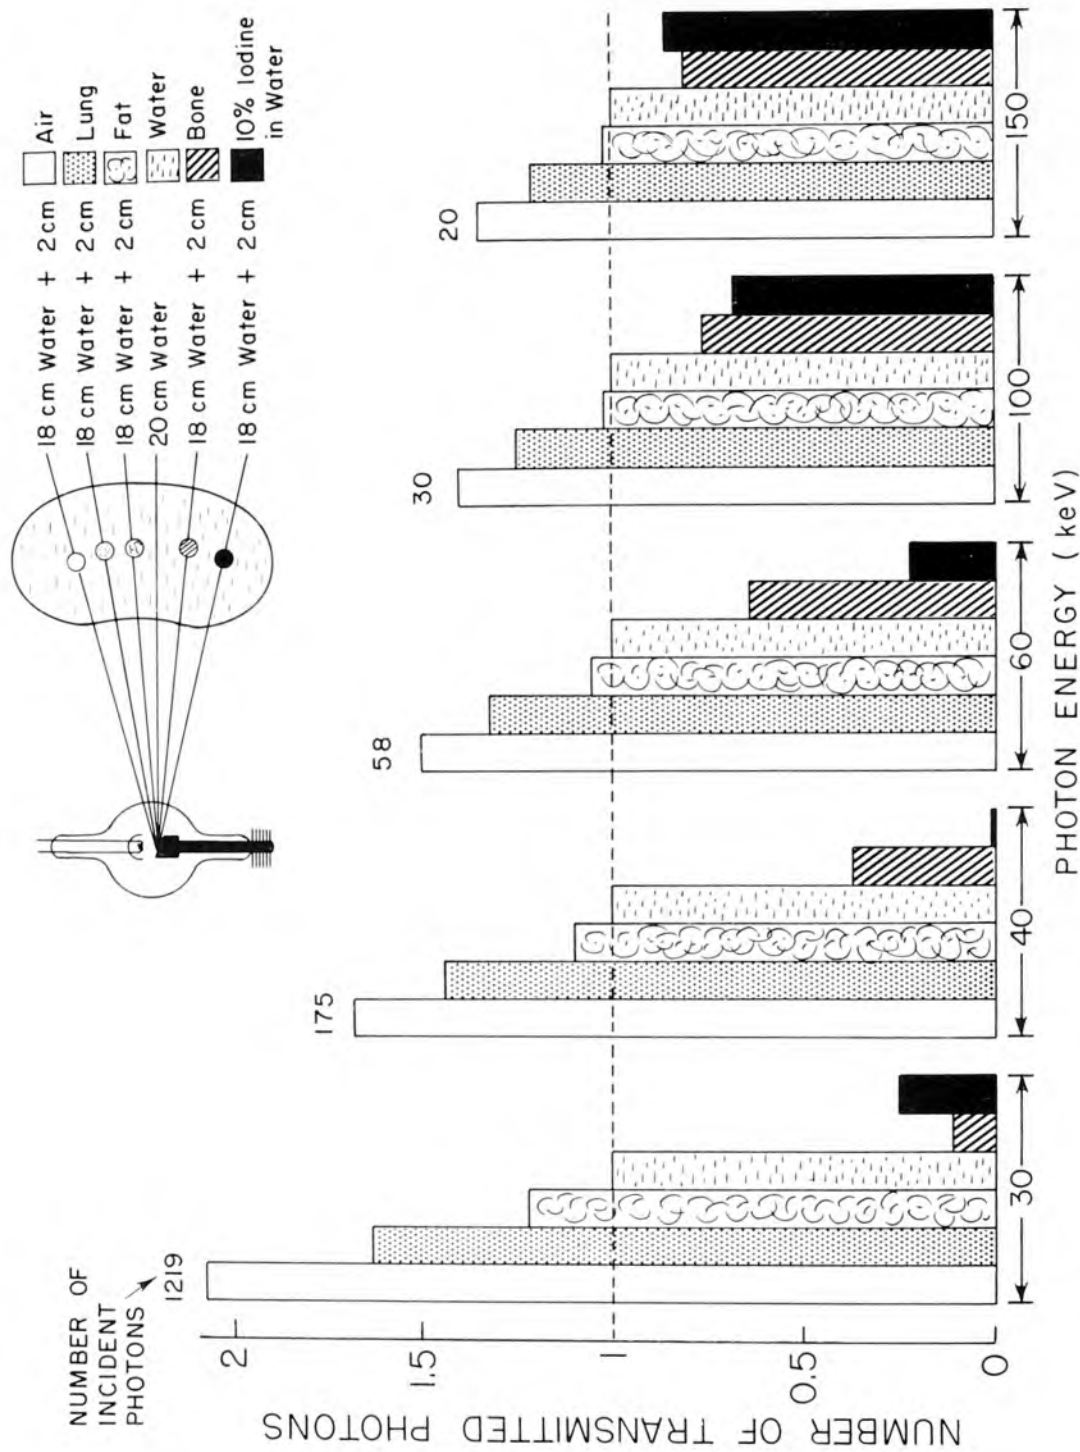 NUMBER OF
INCIDENT
PHOTONS
1219
175
58
30
20
18 cm Water + 2 cm Air
18 cm Water + 2 cm Lung
18 cm Water + 2 cm Fat
20 cm Water Water
18 cm Water + 2 cm Bone
18 cm Water + 2 cm 10% Iodine
in Water
NUMBER OF TRANSMITTED PHOTONS
2
1.5
1
0.5
0
30
40
60
100
150
PHOTON ENERGY (keV)